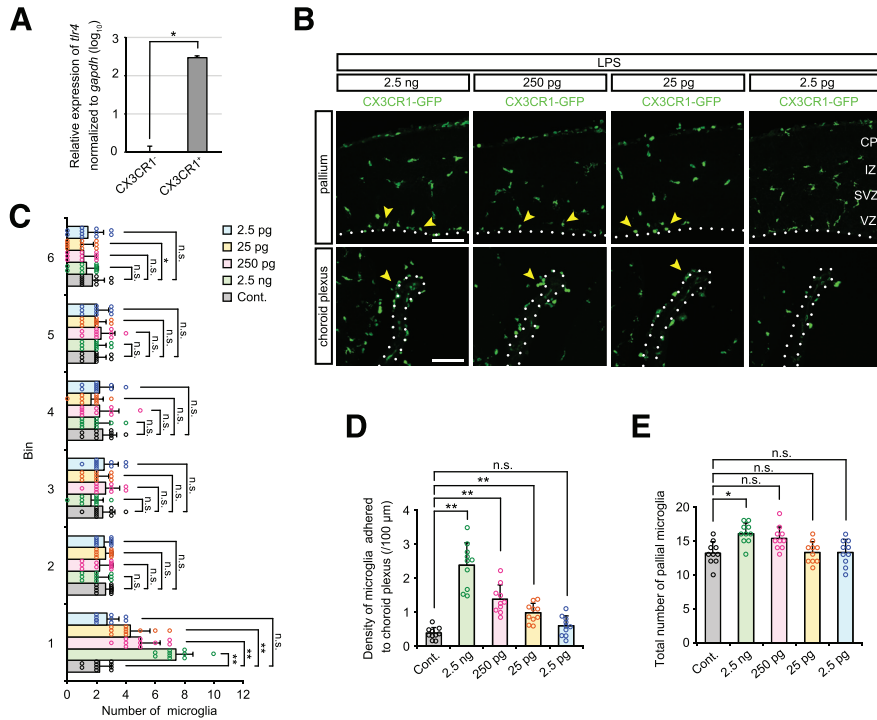 A
Relative expression of tlr4
normalized to gapdh (log10)
3
2
1
0
*
CX3CR1-
CX3CR1+
B
LPS
2.5 ng
250 pg
25 pg
2.5 pg
CX3CR1-GFP
CX3CR1-GFP
CX3CR1-GFP
CX3CR1-GFP
pallium
CP
IZ
SVZ
VZ
choroid plexus
C
2.5 pg
25 pg
250 pg
2.5 ng
Cont.
Bin
6
n.s.
n.s.
*
n.s.
5
n.s.
n.s.
n.s.
n.s.
4
n.s.
n.s.
n.s.
n.s.
3
n.s.
n.s.
n.s.
n.s.
2
n.s.
n.s.
n.s.
n.s.
1
**
**
**
n.s.
0
2
4
6
8
10
12
Number of microglia
D
Density of microglia adhered
to choroid plexus (/100 μm)
4
3
2
1
0
n.s.
**
**
**
Cont.
2.5 ng
250 pg
25 pg
2.5 pg
E
Total number of pallial microglia
20
15
10
5
0
n.s.
n.s.
n.s.
*
Cont.
2.5 ng
250 pg
25 pg
2.5 pg